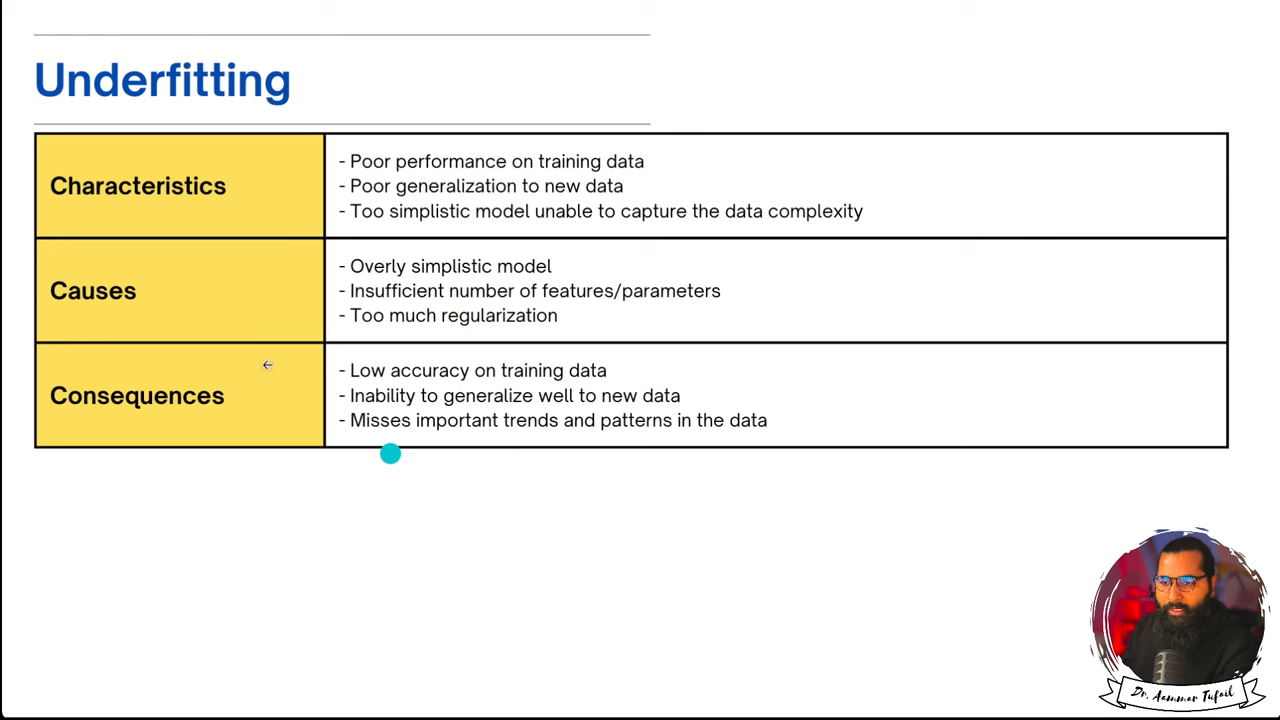 Underfitting
Characteristics
- Poor performance on training data
- Poor generalization to new data
- Too simplistic model unable to capture the data complexity
Causes
- Overly simplistic model
- Insufficient number of features/parameters
- Too much regularization
Consequences
- Low accuracy on training data
- Inability to generalize well to new data
- Misses important trends and patterns in the data
Dr. Aammar Tufail